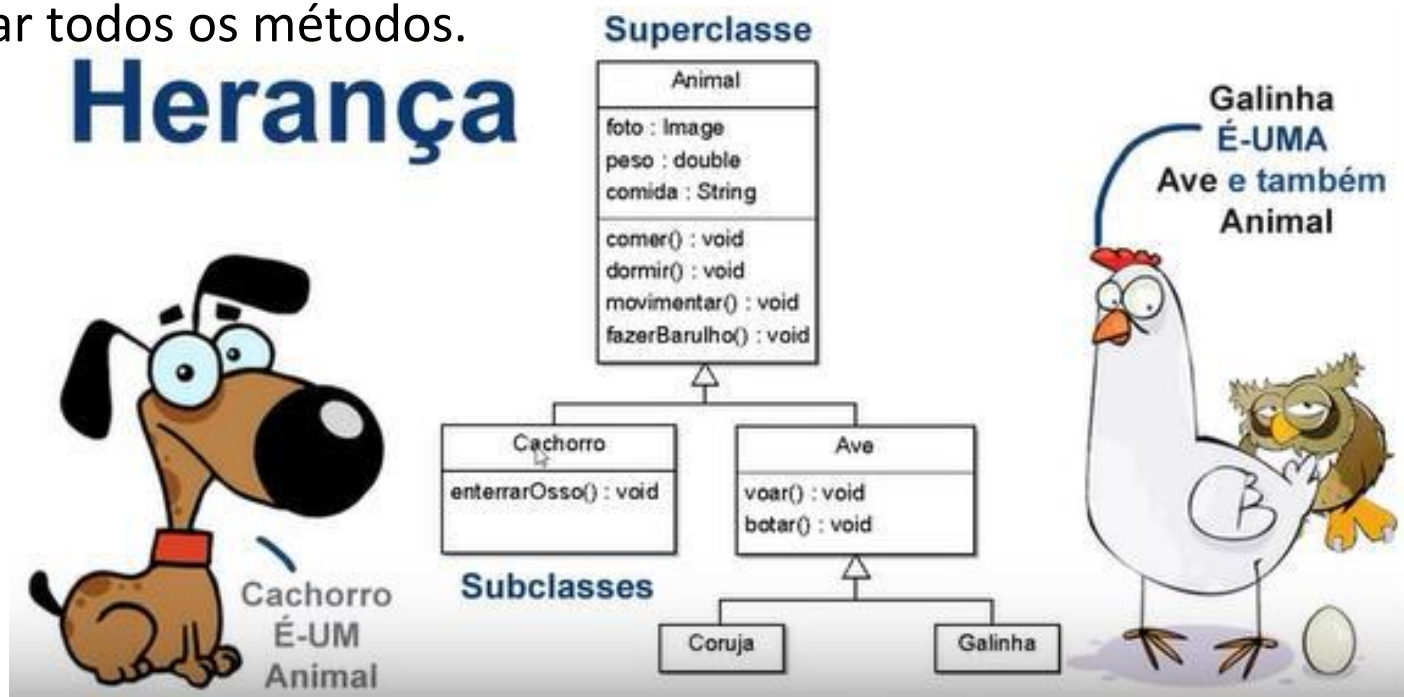 ar todos os métodos.
Herança
Superclasse
Animal
foto : Image
peso : double
comida : String
comer() : void
dormir() : void
movimentar() : void
fazerBarulho() : void
Cachorro
enterrarOsso() : void
Ave
voar() : void
botar() : void
Subclasses
Coruja
Galinha
Cachorro
É-UM
Animal
Galinha
É-UMA
Ave e também
Animal